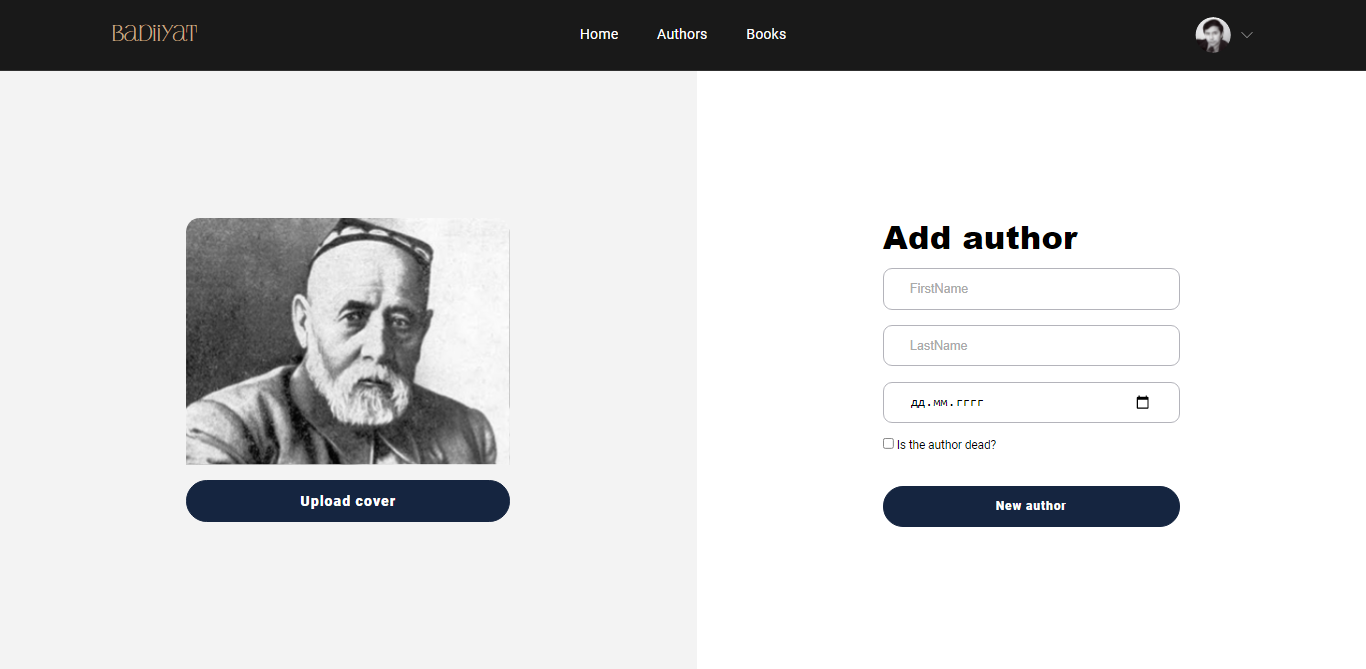 BADIIYAT
Home
Authors
Books
Add author
FirstName
LastName
дд.мм.гггг
Is the author dead?
Upload cover
New author